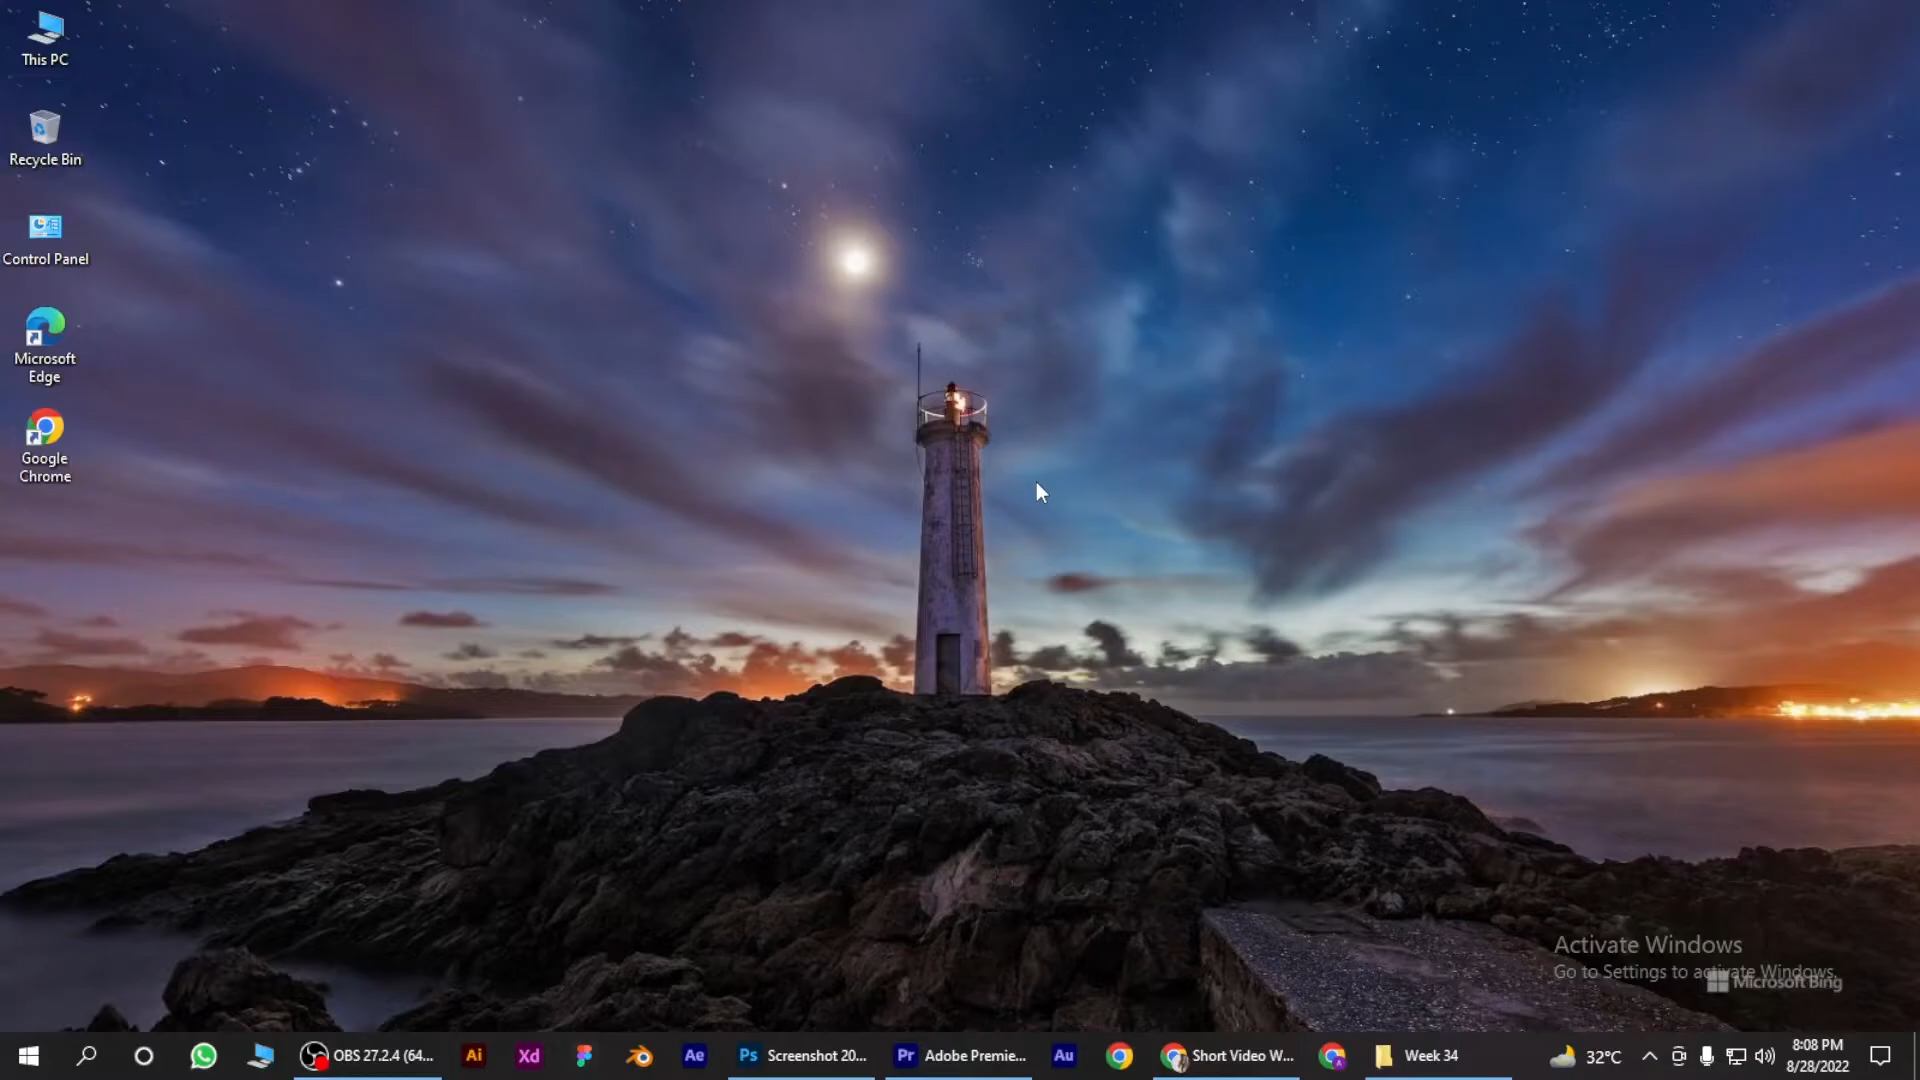 This PC
Recycle Bin
Control Panel
Microsoft
Edge
Google
Chrome
Activate Windows
Go to Settings to activate Windows.
Microsoft Bing
OBS 27.2.4 (64...
Ai
Xd
Ae
Ps
Screenshot 20...
Pr
Adobe Premie...
Au
Short Video W...
Week 34
32°C
8:08 PM
8/28/2022